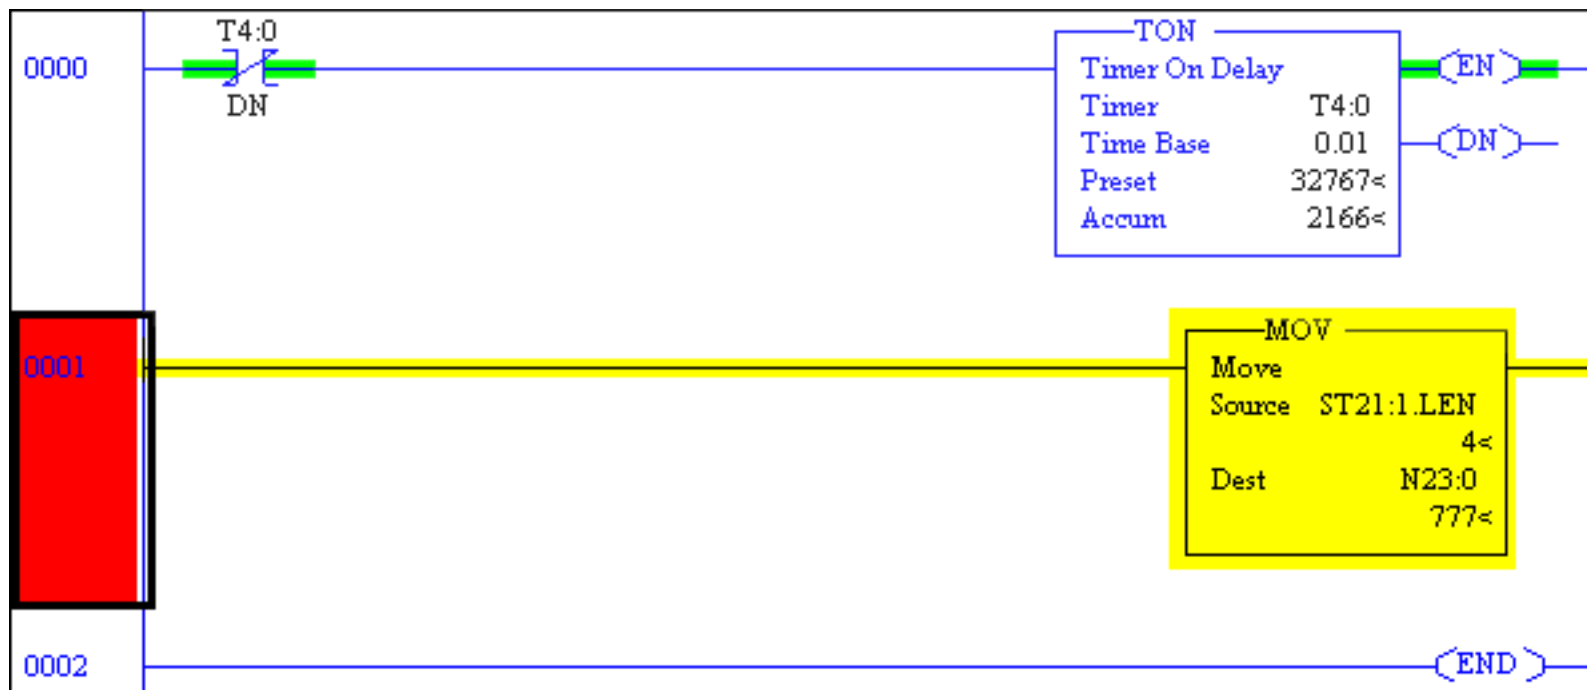 T4:0
0000
DN
TON
Timer On Delay
EN
Timer T4:0
Time Base 0.01
DN
Preset 32767<
Accum 2166<
0001
MOV
Move
Source ST21:1.LEN
4<
Dest N23:0
777<
0002
END